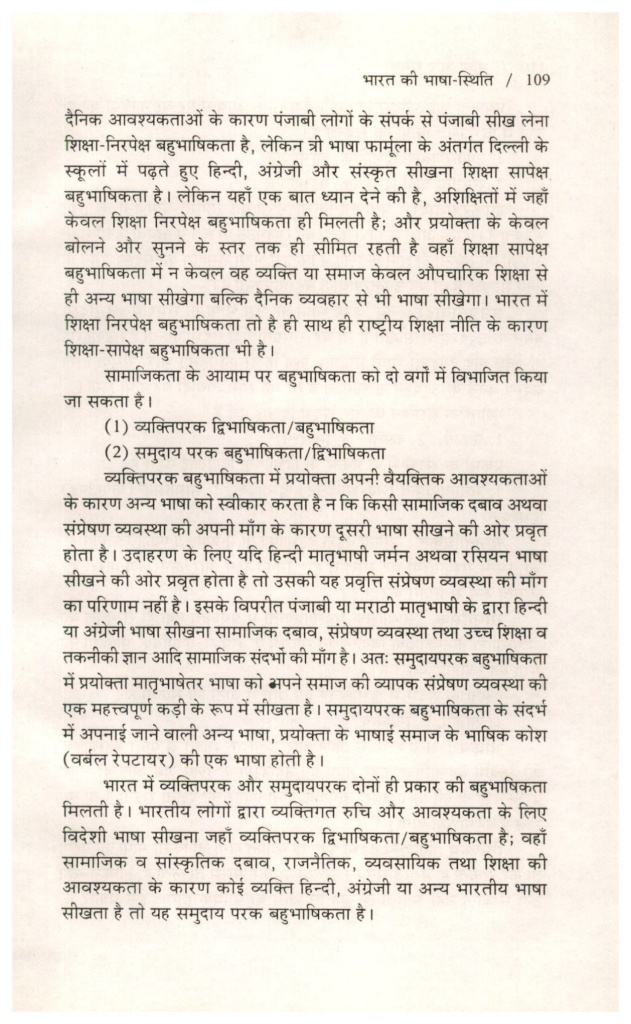 भारत की भाषा-स्थिति / 109
दैनिक आवश्यकताओं के कारण पंजाबी लोगों के संपर्क से पंजाबी सीख लेना
शिक्षा-निरपेक्ष बहुभाषिकता है, लेकिन त्री भाषा फार्मूला के अंतर्गत दिल्ली के
स्कूलों में पढ़ते हुए हिन्दी, अंग्रेजी और संस्कृत सीखना शिक्षा सापेक्ष
बहुभाषिकता है। लेकिन यहाँ एक बात ध्यान देने की है, अशिक्षितों में जहाँ
केवल शिक्षा निरपेक्ष बहुभाषिकता ही मिलती है; और प्रयोक्ता के केवल
बोलने और सुनने के स्तर तक ही सीमित रहती है वहाँ शिक्षा सापेक्ष
बहुभाषिकता में न केवल वह व्यक्ति या समाज केवल औपचारिक शिक्षा से
ही अन्य भाषा सीखेगा बल्कि दैनिक व्यवहार से भी भाषा सीखेगा। भारत में
शिक्षा निरपेक्ष बहुभाषिकता तो है ही साथ ही राष्ट्रीय शिक्षा नीति के कारण
शिक्षा-सापेक्ष बहुभाषिकता भी है।
सामाजिकता के आयाम पर बहुभाषिकता को दो वर्गों में विभाजित किया
जा सकता है।
(1) व्यक्तिपरक द्विभाषिकता/बहुभाषिकता
(2) समुदाय परक बहुभाषिकता/द्विभाषिकता
व्यक्तिपरक बहुभाषिकता में प्रयोक्ता अपनी वैयक्तिक आवश्यकताओं
के कारण अन्य भाषा को स्वीकार करता है न कि किसी सामाजिक दबाव अथवा
संप्रेषण व्यवस्था की अपनी माँग के कारण दूसरी भाषा सीखने की ओर प्रवृत
होता है। उदाहरण के लिए यदि हिन्दी मातृभाषी जर्मन अथवा रसियन भाषा
सीखने की ओर प्रवृत होता है तो उसकी यह प्रवृत्ति संप्रेषण व्यवस्था की माँग
का परिणाम नहीं है। इसके विपरीत पंजाबी या मराठी मातृभाषी के द्वारा हिन्दी
या अंग्रेजी भाषा सीखना सामाजिक दबाव, संप्रेषण व्यवस्था तथा उच्च शिक्षा व
तकनीकी ज्ञान आदि सामाजिक संदर्भो की माँग है। अतः समुदायपरक बहुभाषिकता
में प्रयोक्ता मातृभाषेतर भाषा को अपने समाज की व्यापक संप्रेषण व्यवस्था की
एक महत्त्वपूर्ण कड़ी के रूप में सीखता है। समुदायपरक बहुभाषिकता के संदर्भ
में अपनाई जाने वाली अन्य भाषा, प्रयोक्ता के भाषाई समाज के भाषिक कोश
(वर्बल रेपटायर) की एक भाषा होती है।
भारत में व्यक्तिपरक और समुदायपरक दोनों ही प्रकार की बहुभाषिकता
मिलती है। भारतीय लोगों द्वारा व्यक्तिगत रुचि और आवश्यकता के लिए
विदेशी भाषा सीखना जहाँ व्यक्तिपरक द्विभाषिकता/बहुभाषिकता है; वहाँ
सामाजिक व सांस्कृतिक दबाव, राजनैतिक, व्यवसायिक तथा शिक्षा की
आवश्यकता के कारण कोई व्यक्ति हिन्दी, अंग्रेजी या अन्य भारतीय भाषा
सीखता है तो यह समुदाय परक बहुभाषिकता है।